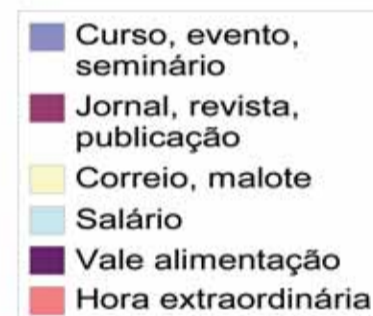 Curso, evento,
seminário
Jornal, revista,
publicação
Correio, malote
Salário
Vale alimentação
Hora extraordinária